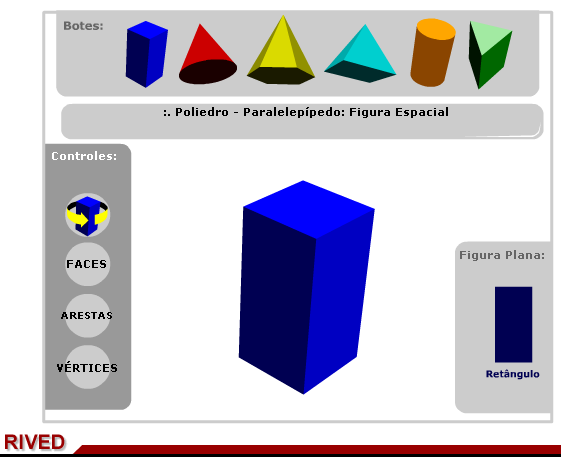 Botes:
:. Poliedro - Paralelepípedo: Figura Espacial
Controles:
FACES
ARESTAS
VÉRTICES
Figura Plana:
Retângulo
RIVED